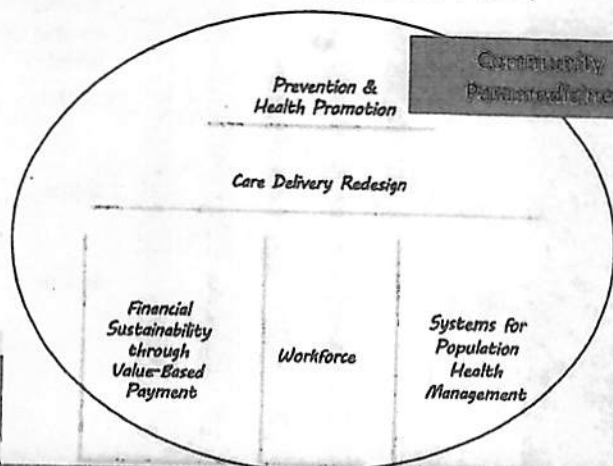 Community
Paramedicine
Prevention &
Health Promotion
Care Delivery Redesign
Financial
Sustainability
through
Value-Based
Payment
Workforce
Systems for
Population
Health
Management